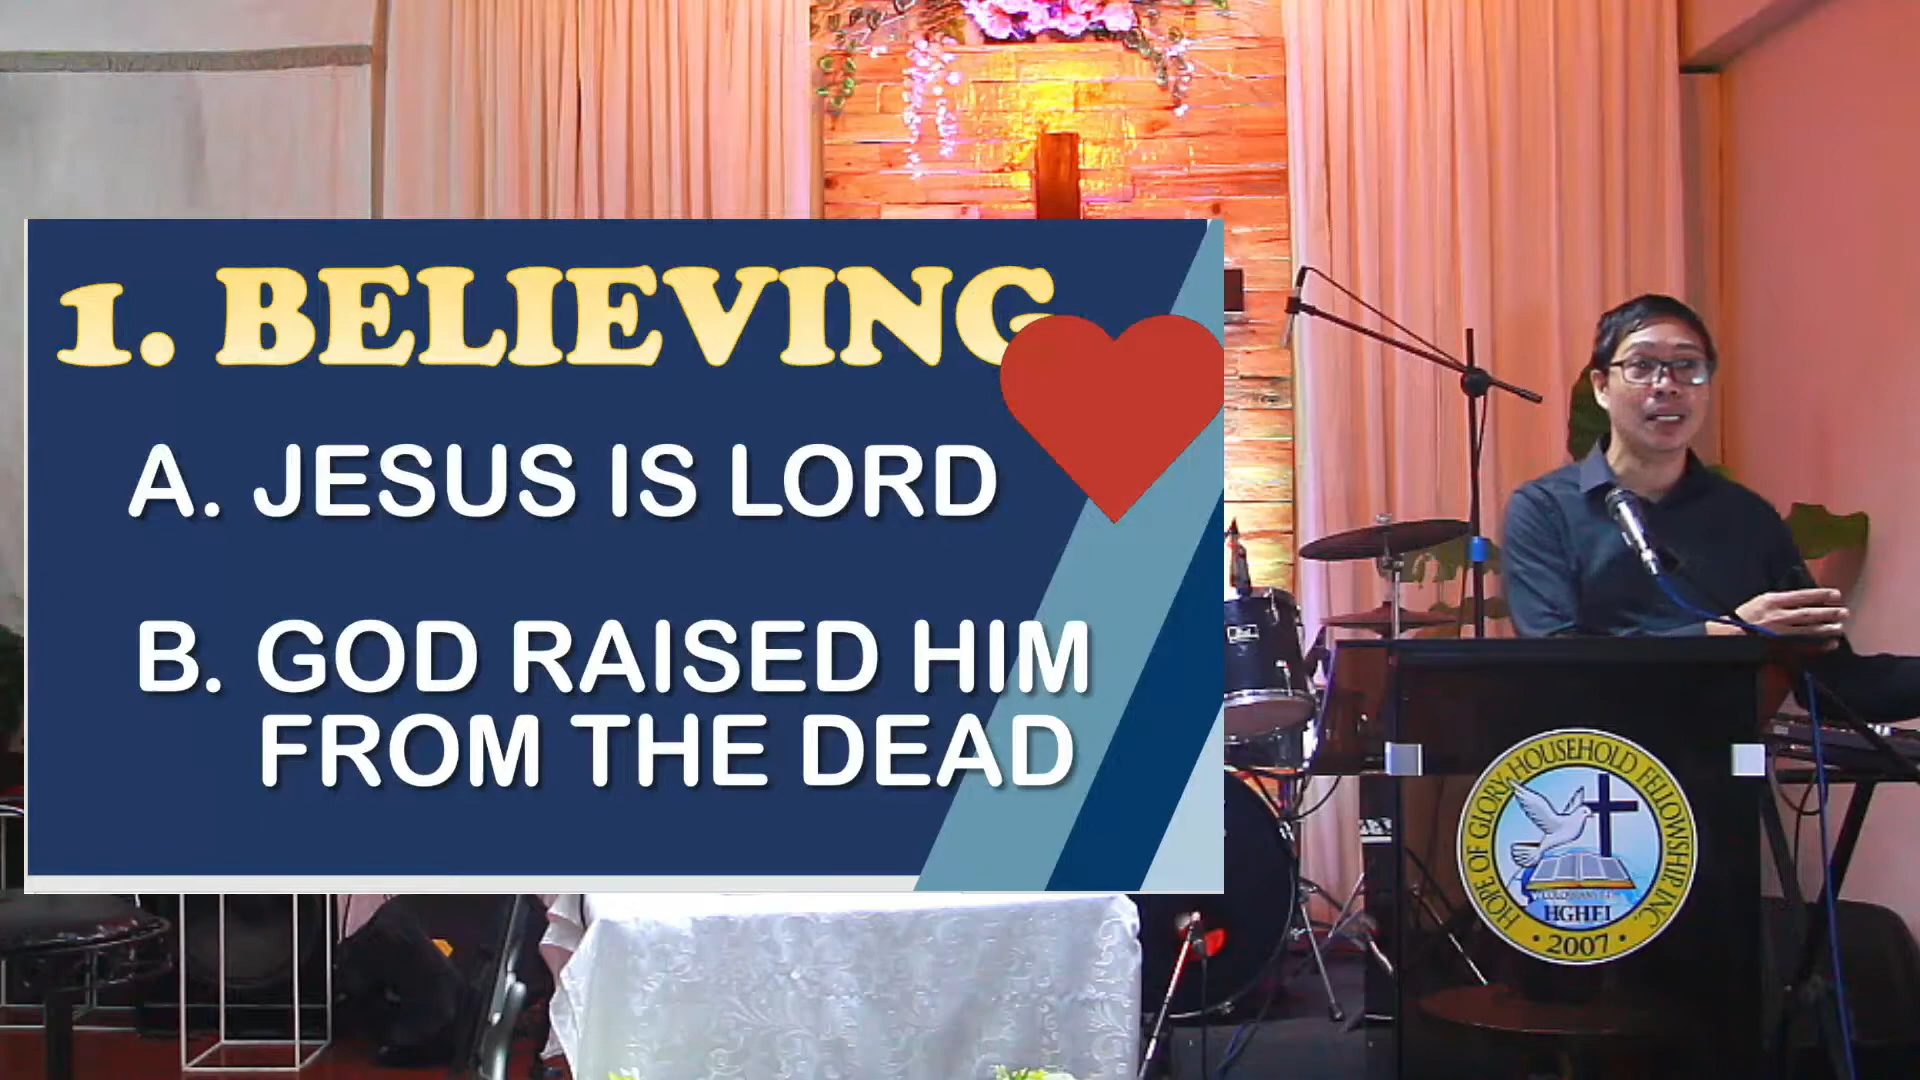 1. BELIEVING
A. JESUS IS LORD
B. GOD RAISED HIM
FROM THE DEAD
HOPE OF GLORY HOUSEHOLD FELLOWSHIP INC.
HGHFI
• 2007 •